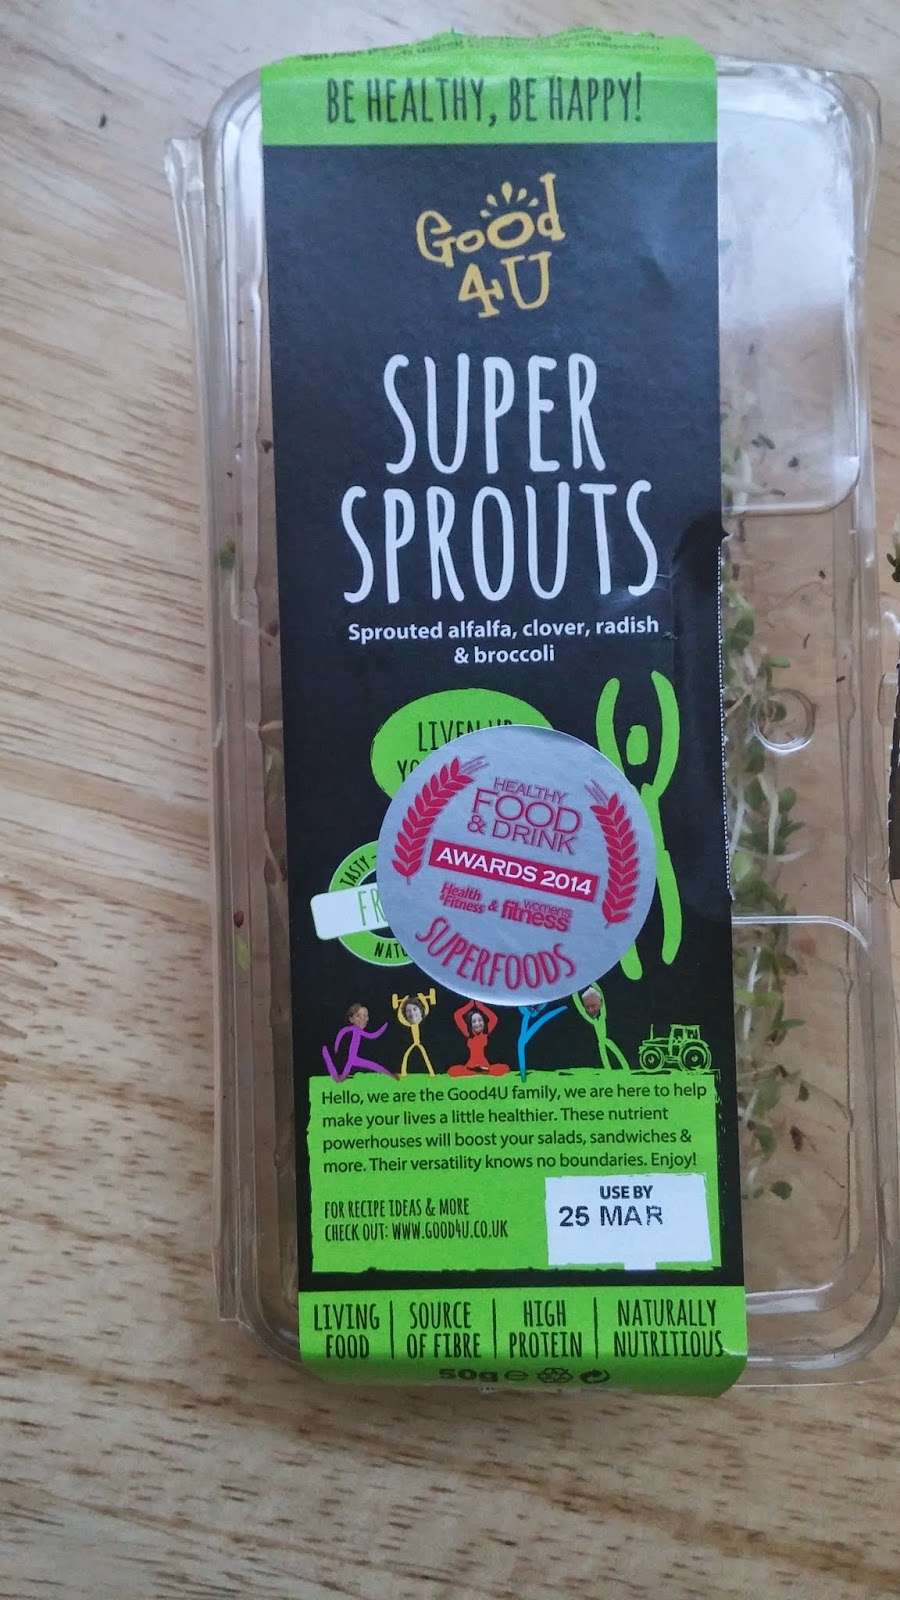 BE HEALTHY, BE HAPPY!
Good
4U
SUPER
SPROUTS
Sprouted alfalfa, clover, radish
& broccoli
LIVEN UP
TASTY
HEALTHY
FOOD
& DRINK
AWARDS 2014
Health & Fitness & womens fitness
SUPERFOODS
Hello, we are the Good4U family, we are here to help
make your lives a little healthier. These nutrient
powerhouses will boost your salads, sandwiches &
more. Their versatility knows no boundaries. Enjoy!
FOR RECIPE IDEAS & MORE
CHECK OUT: WWW.GOOD4U.CO.UK
USE BY
25 MAR
LIVING FOOD
SOURCE OF FIBRE
HIGH PROTEIN
NATURALLY NUTRITIOUS
50g e